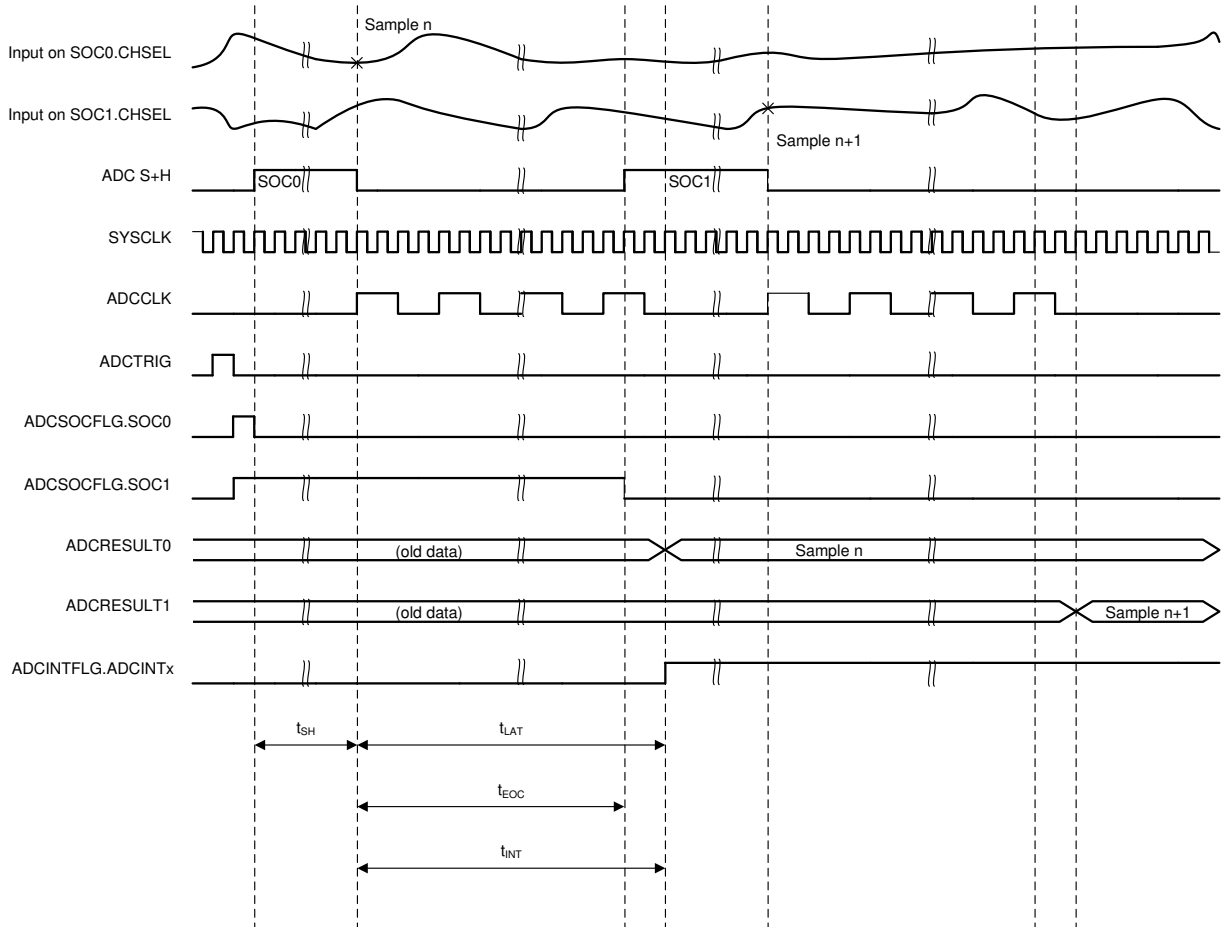 Sample n
Input on SOC0.CHSEL
Input on SOC1.CHSEL
Sample n+1
ADC S+H
SOC0
SOC1
SYSCLK
ADCCLK
ADCTRIG
ADCSOCFLG.SOC0
ADCSOCFLG.SOC1
ADCRESULT0
(old data)
Sample n
ADCRESULT1
(old data)
Sample n+1
ADCINTFLG.ADCINTx
tSH
tLAT
tEOC
tINT